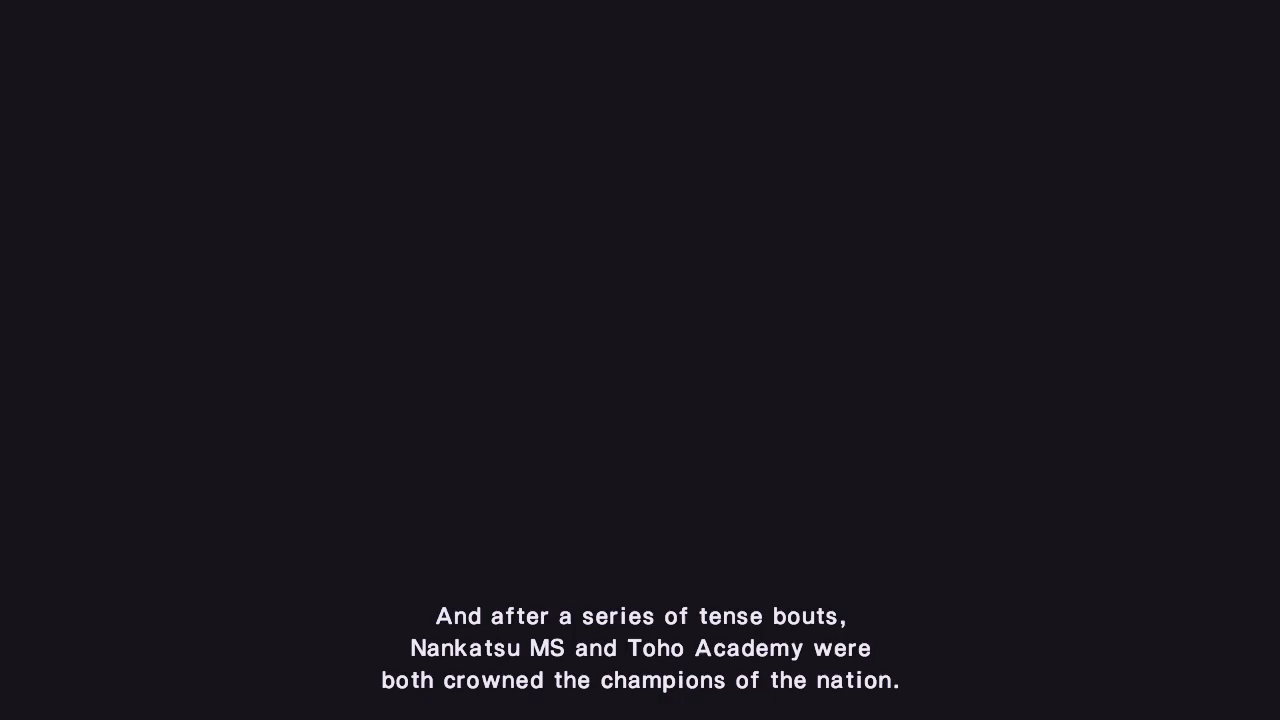 And after a series of tense bouts,
Nankatsu MS and Toho Academy were
both crowned the champions of the nation.